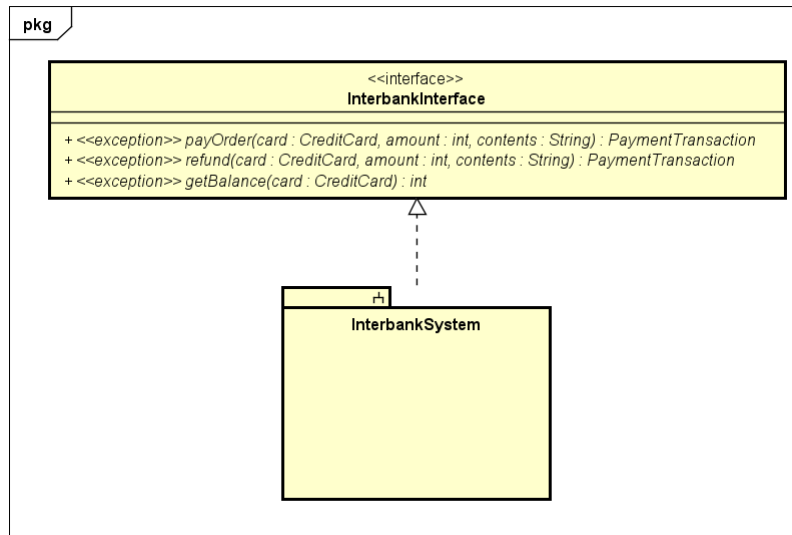 pkg
<<interface>>
InterbankInterface
+ <<exception>> payOrder(card : CreditCard, amount : int, contents : String) : PaymentTransaction
+ <<exception>> refund(card : CreditCard, amount : int, contents : String) : PaymentTransaction
+ <<exception>> getBalance(card : CreditCard) : int
InterbankSystem